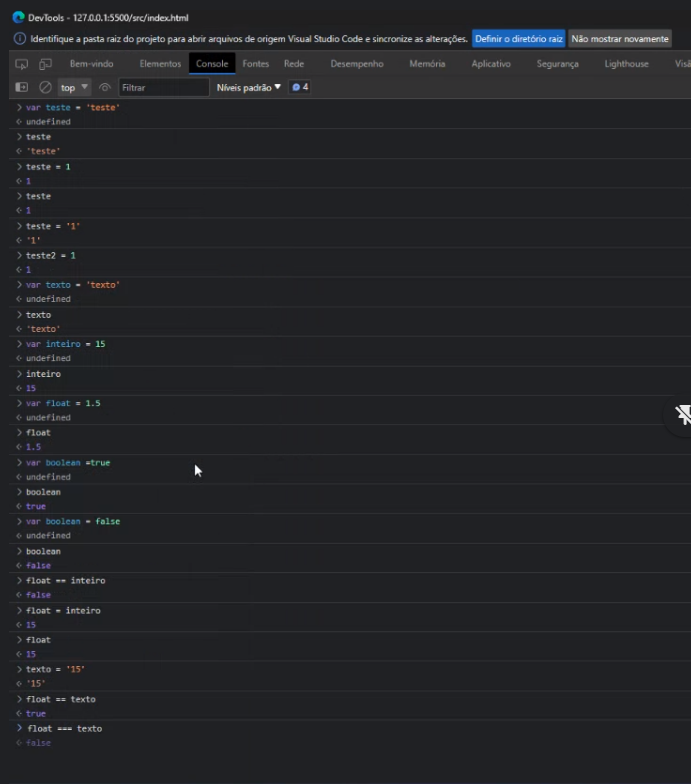 DevTools - 127.0.0.1:5500/src/index.html
Identifique a pasta raiz do projeto para abrir arquivos de origem Visual Studio Code e sincronize as alterações. Definir o diretório raiz Não mostrar novamente
Bem-vindo Elementos Console Fontes Rede Desempenho Memória Aplicativo Segurança Lighthouse Visã
top Filtrar Níveis padrão 4
> var teste = 'teste'
undefined
> teste
'teste'
> teste = 1
1
> teste
1
> teste = '1'
'1'
> teste2 = 1
1
> var texto = 'texto'
undefined
> texto
'texto'
> var inteiro = 15
undefined
> inteiro
15
> var float = 1.5
undefined
> float
1.5
> var boolean =true
undefined
> boolean
true
> var boolean = false
undefined
> boolean
false
> float == inteiro
false
> float = inteiro
15
> float
15
> texto = '15'
'15'
> float == texto
true
> float === texto
false